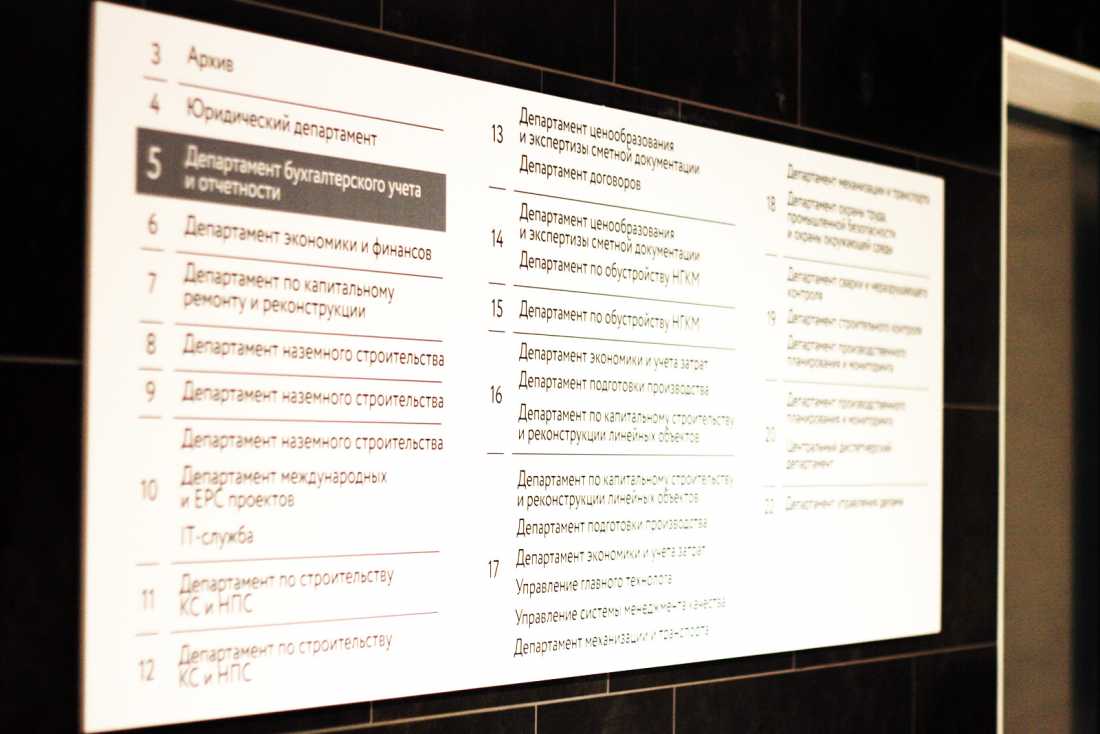 3 Архив
4 Юридический департамент
5 Департамент бухгалтерского учета
и отчетности
6 Департамент экономики и финансов
7 Департамент по капитальному
ремонту и реконструкции
8 Департамент наземного строительства
9 Департамент наземного строительства
10 Департамент наземного строительства
Департамент международных
и EPC проектов
IT-служба
11 Департамент по строительству
КС и НПС
12 Департамент по строительству
КС и НПС
13 Департамент ценообразования
и экспертизы сметной документации
Департамент договоров
14 Департамент ценообразования
и экспертизы сметной документации
Департамент по обустройству НГКМ
15 Департамент по обустройству НГКМ
16 Департамент экономики и учета затрат
Департамент подготовки производства
Департамент по капитальному строительству
и реконструкции линейных объектов
17 Департамент по капитальному строительству
и реконструкции линейных объектов
Департамент подготовки производства
Департамент экономики и учета затрат
Управление главного технолога
Управление системы менеджмента качества
Департамент механизации и транспорта
18 Департамент механизации и транспорта
Департамент охраны труда,
промышленной безопасности
и охраны окружающей среды
19 Департамент сварки и неразрушающего
контроля
Департамент строительного контроля
Департамент производственного
планирования и мониторинга
20 Департамент производственного
планирования и мониторинга
Центральный диспетчерский
департамент
Департамент управления делами